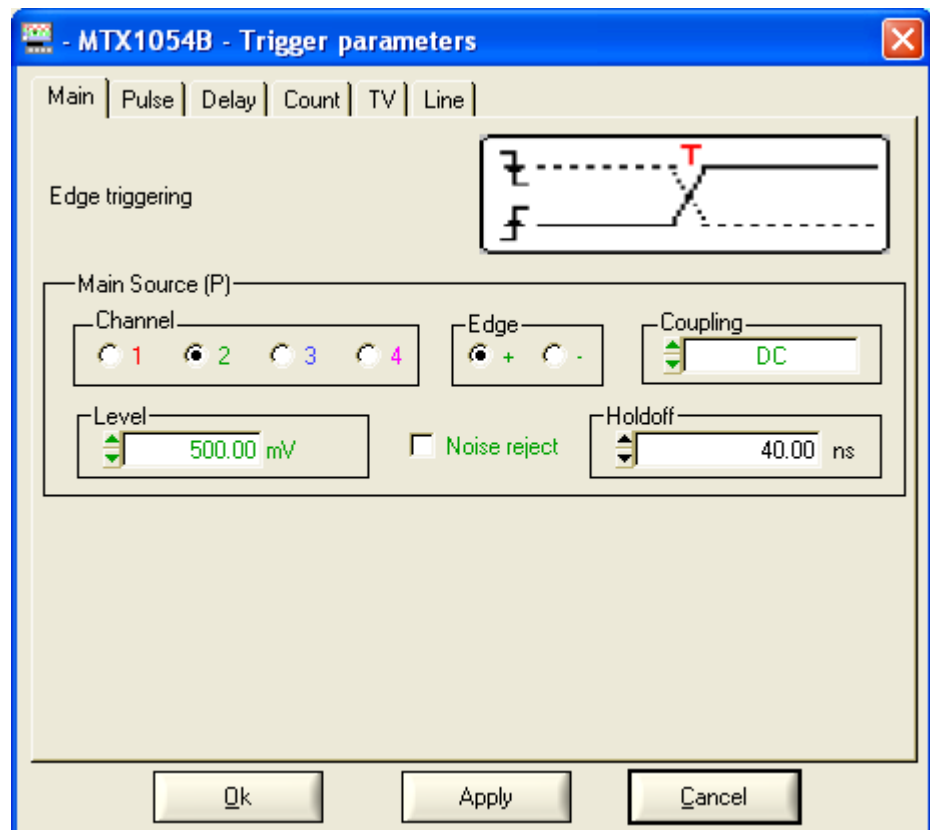 - MTX1054B - Trigger parameters
Main Pulse Delay Count TV Line
T
Edge triggering
Main Source (P)
Channel Edge Coupling
1 2 3 4 + - DC
Level Holdoff
500.00 mV Noise reject 40.00 ns
Ok Apply Cancel